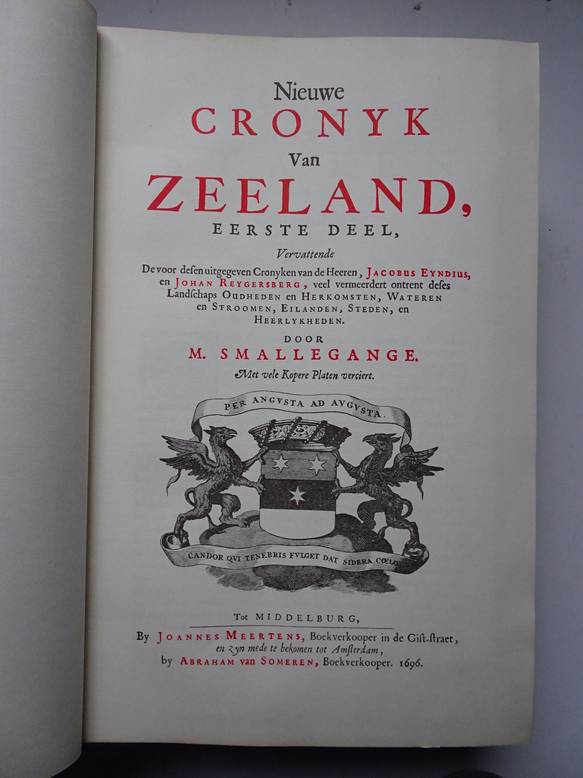 Nieuwe
CRONYK
Van
ZEELAND,
EERSTE DEEL,
Vervattende
De voor deſen uitgegeven Cronyken van de Heeren, JACOBUS EYNDIUS,
en JOHAN REYGERSBERG, veel vermeerdert ontrent deſes
Landſchaps OUDHEDEN en HERKOMSTEN, WATEREN
en STROOMEN, EILANDEN, STEDEN, en
HEERLYKHEDEN.
DOOR
M. SMALLEGANGE.
Met vele Kopere Platen verciert.
PER ANGVSTA AD AVGVSTA.
CANDOR QVI TENEBRIS FVLGET DAT SIDERA CŒLO
Tot MIDDELBURG,
By JOANNES MEERTENS, Boekverkooper in de Giſt-ſtraet,
en zyn mede te bekomen tot Amſterdam,
by ABRAHAM van SOMEREN, Boekverkooper. 1696.